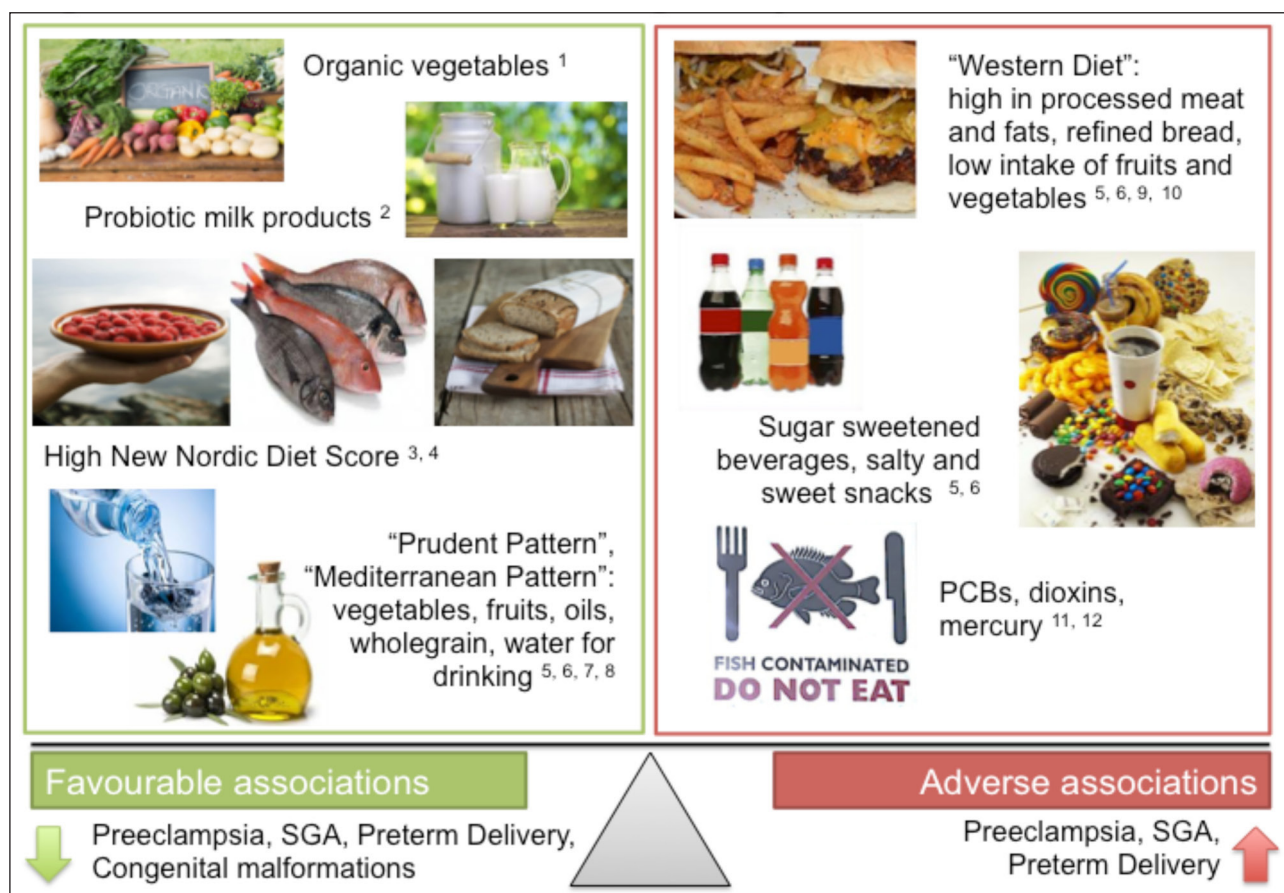 ORGANIC
Organic vegetables 1
Probiotic milk products 2
High New Nordic Diet Score 3, 4
“Prudent Pattern”,
“Mediterranean Pattern”:
vegetables, fruits, oils,
wholegrain, water for
drinking 5, 6, 7, 8
“Western Diet”:
high in processed meat
and fats, refined bread,
low intake of fruits and
vegetables 5, 6, 9, 10
Sugar sweetened
beverages, salty and
sweet snacks 5, 6
PCBs, dioxins,
mercury 11, 12
FISH CONTAMINATED
DO NOT EAT
Favourable associations
Preeclampsia, SGA, Preterm Delivery,
Congenital malformations
Adverse associations
Preeclampsia, SGA,
Preterm Delivery